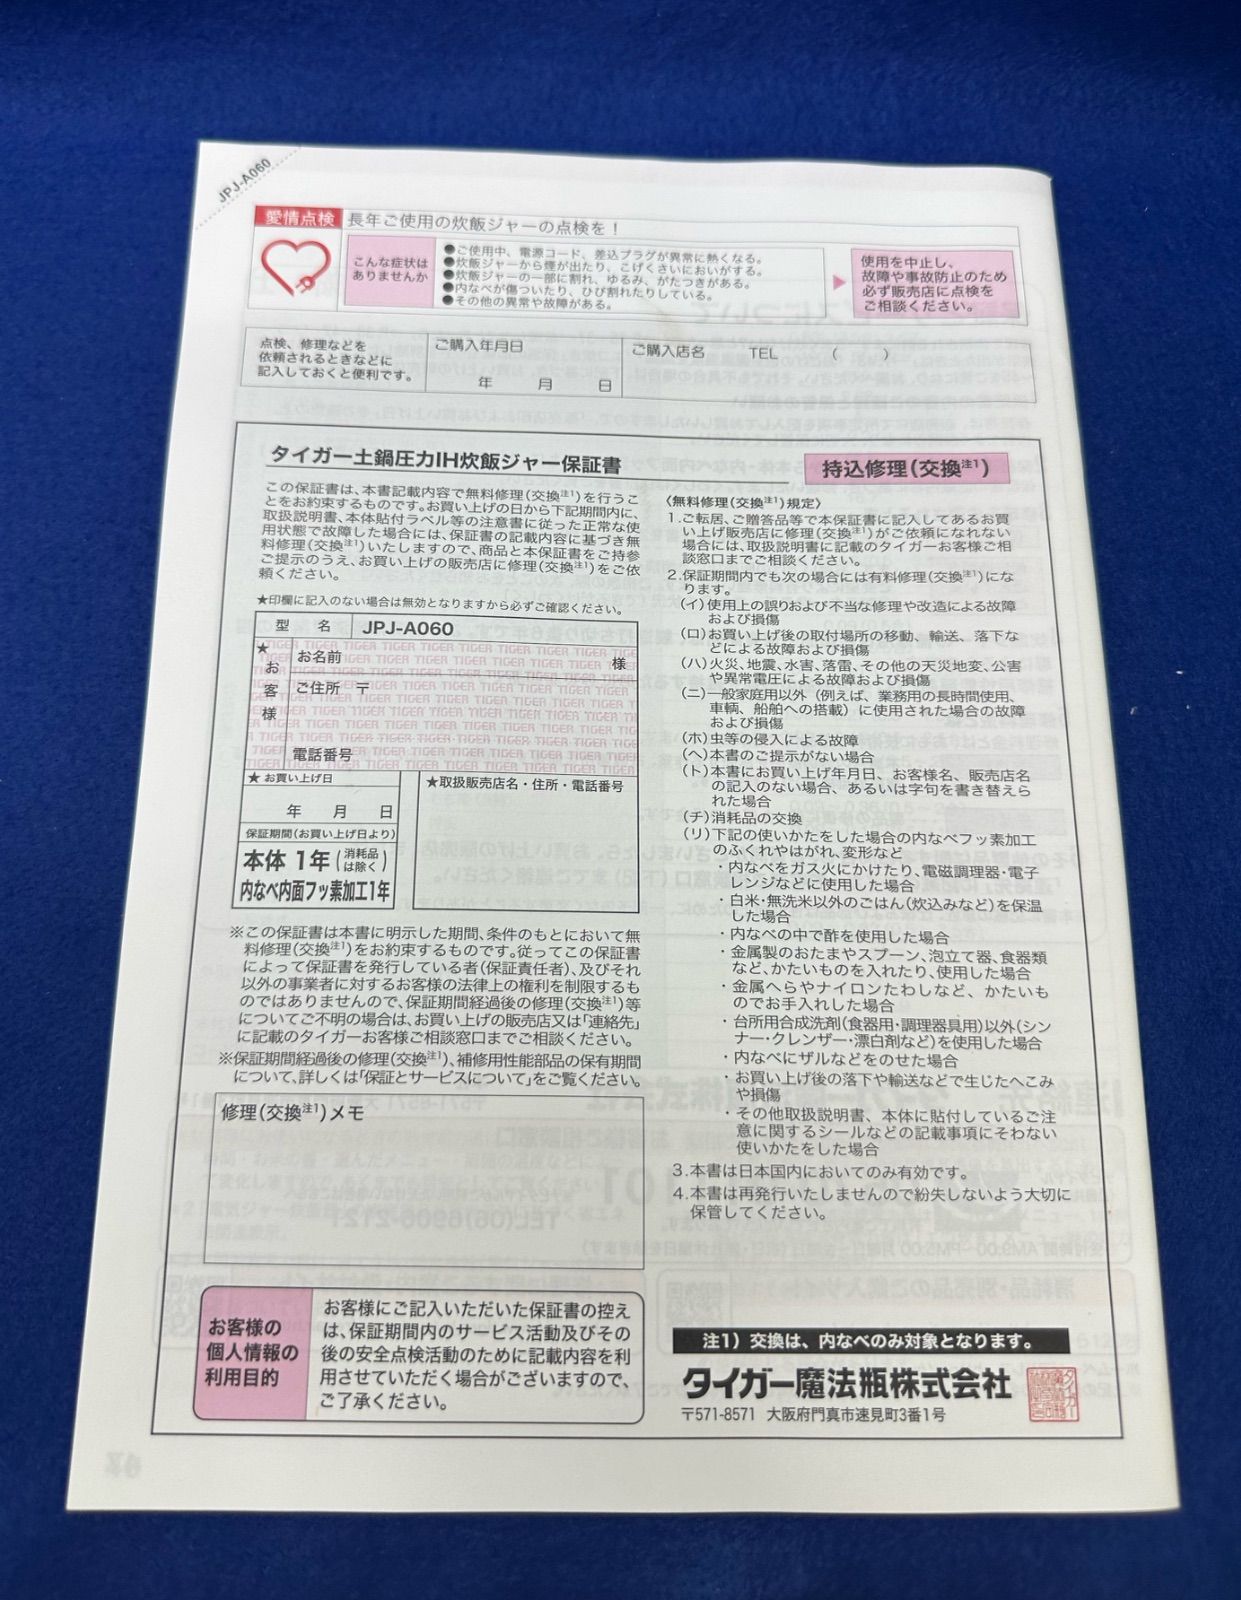 JPJ-A060
愛情点検 長年ご使用の炊飯ジャーの点検を！
こんな症状は
ありませんか
●ご使用中、電源コード、差込プラグが異常に熱くなる。
●炊飯ジャーから煙が出たり、こげくさいにおいがする。
●炊飯ジャーの一部に割れ、ゆるみ、がたつきがある。
●内なべが傷ついたり、ひび割れたりしている。
●その他の異常や故障がある。
使用を中止し、
故障や事故防止のため
必ず販売店に点検を
ご相談ください。
点検、修理などを
依頼されるときなどに
記入しておくと便利です。
ご購入年月日
年 月 日
ご購入店名 TEL ( )
タイガー土鍋圧力IH炊飯ジャー保証書
この保証書は、本書記載内容で無料修理(交換注1)を行うこ
とをお約束するものです。お買い上げの日から下記期間内に、
取扱説明書、本体貼付ラベル等の注意書に従った正常な使
用状態で故障した場合には、保証書の記載内容に基づき無
料修理(交換注1)いたしますので、商品と本保証書をご持参
ご提示のうえ、お買い上げの販売店に修理(交換注1)をご依
頼ください。
★印欄に記入のない場合は無効となりますから必ずご確認ください。
型 名 JPJ-A060
★お客様
お名前 様
ご住所 〒
電話番号
★お買い上げ日
年 月 日
保証期間(お買い上げ日より)
本体 1年(消耗品は除く)
内なべ内面フッ素加工1年
★取扱販売店名・住所・電話番号
※この保証書は本書に明示した期間、条件のもとにおいて無
料修理(交換注1)をお約束するものです。従ってこの保証書
によって保証書を発行している者(保証責任者)、及びそれ
以外の事業者に対するお客様の法律上の権利を制限するも
のではありませんので、保証期間経過後の修理(交換注1)等
についてご不明の場合は、お買い上げの販売店又は「連絡先」
に記載のタイガーお客様ご相談窓口までご相談ください。
※保証期間経過後の修理(交換注1)、補修用性能部品の保有期間
について、詳しくは「保証とサービスについて」をご覧ください。
修理(交換注1)メモ
お客様の
個人情報の
利用目的
お客様にご記入いただいた保証書の控え
は、保証期間内のサービス活動及びその
後の安全点検活動のために記載内容を利
用させていただく場合がございますので、
ご了承ください。
持込修理(交換注1)
〈無料修理(交換注1)規定〉
1.ご転居、ご贈答品等で本保証書に記入してあるお買
い上げ販売店に修理(交換注1)がご依頼になれない
場合には、取扱説明書に記載のタイガーお客様ご相
談窓口までご相談ください。
2.保証期間内でも次の場合には有料修理(交換注1)にな
ります。
(イ)使用上の誤りおよび不当な修理や改造による故障
および損傷
(ロ)お買い上げ後の取付場所の移動、輸送、落下な
どによる故障および損傷
(ハ)火災、地震、水害、落雷、その他の天災地変、公害
や異常電圧による故障および損傷
(ニ)一般家庭用以外（例えば、業務用の長時間使用、
車輌、船舶への搭載）に使用された場合の故障
および損傷
(ホ)虫等の侵入による故障
(ヘ)本書のご提示がない場合
(ト)本書にお買い上げ年月日、お客様名、販売店名
の記入のない場合、あるいは字句を書き替えら
れた場合
(チ)消耗品の交換
(リ)下記の使いかたをした場合の内なべフッ素加工
のふくれやはがれ、変形など
・内なべをガス火にかけたり、電磁調理器・電子
レンジなどに使用した場合
・白米・無洗米以外のごはん(炊込みなど)を保温
した場合
・内なべの中で酢を使用した場合
・金属製のおたまやスプーン、泡立て器、食器類
など、かたいものを入れたり、使用した場合
・金属へらやナイロンたわしなど、かたいも
のでお手入れした場合
・台所用合成洗剤(食器用・調理器具用)以外(シン
ナー・クレンザー・漂白剤など)を使用した場合
・内なべにザルなどをのせた場合
・お買い上げ後の落下や輸送などで生じたへこみ
や損傷
・その他取扱説明書、本体に貼付しているご注
意に関するシールなどの記載事項にそわない
使いかたをした場合
3.本書は日本国内においてのみ有効です。
4.本書は再発行いたしませんので紛失しないよう大切に
保管してください。
注1）交換は、内なべのみ対象となります。
タイガー魔法瓶株式会社
〒571-8571 大阪府門真市速見町3番1号